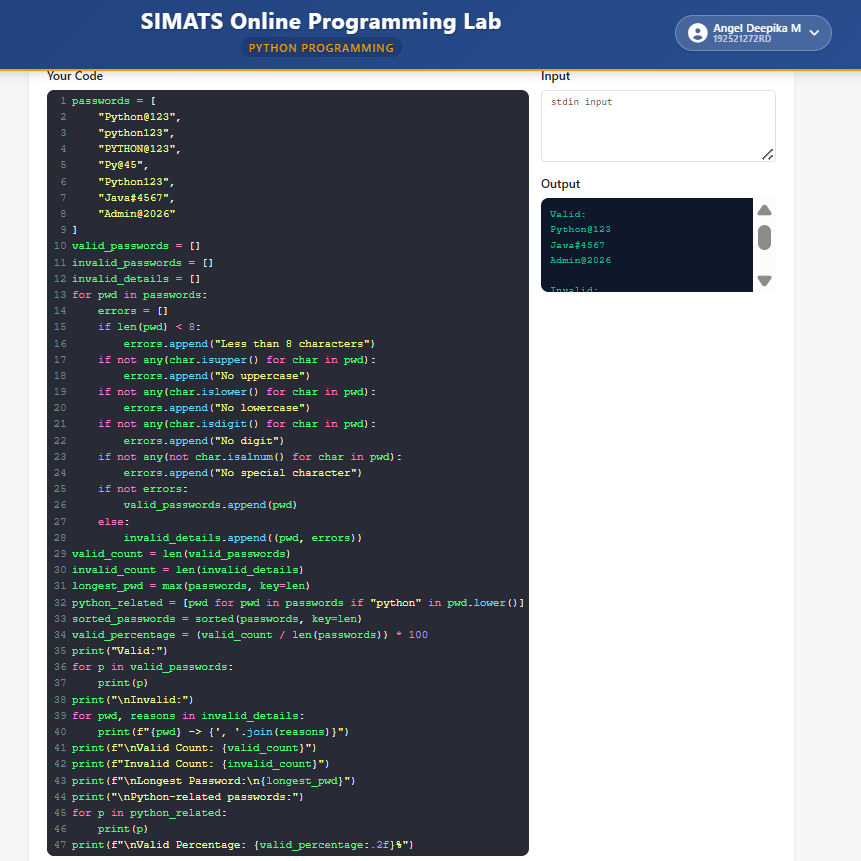 SIMATS Online Programming Lab
PYTHON PROGRAMMING
Angel Deepika M
192521272RD
Your Code
1 passwords = [
2     "Python@123",
3     "python123",
4     "PYTHON@123",
5     "Py@45",
6     "Python123",
7     "Java#4567",
8     "Admin@2026"
9 ]
10 valid_passwords = []
11 invalid_passwords = []
12 invalid_details = []
13 for pwd in passwords:
14     errors = []
15     if len(pwd) < 8:
16         errors.append("Less than 8 characters")
17     if not any(char.isupper() for char in pwd):
18         errors.append("No uppercase")
19     if not any(char.islower() for char in pwd):
20         errors.append("No lowercase")
21     if not any(char.isdigit() for char in pwd):
22         errors.append("No digit")
23     if not any(not char.isalnum() for char in pwd):
24         errors.append("No special character")
25     if not errors:
26         valid_passwords.append(pwd)
27     else:
28         invalid_details.append((pwd, errors))
29 valid_count = len(valid_passwords)
30 invalid_count = len(invalid_details)
31 longest_pwd = max(passwords, key=len)
32 python_related = [pwd for pwd in passwords if "python" in pwd.lower()]
33 sorted_passwords = sorted(passwords, key=len)
34 valid_percentage = (valid_count / len(passwords)) * 100
35 print("Valid:")
36 for p in valid_passwords:
37     print(p)
38 print("\nInvalid:")
39 for pwd, reasons in invalid_details:
40     print(f"{pwd} -> {', '.join(reasons)}")
41 print(f"\nValid Count: {valid_count}")
42 print(f"Invalid Count: {invalid_count}")
43 print(f"\nLongest Password:\n{longest_pwd}")
44 print("\nPython-related passwords:")
45 for p in python_related:
46     print(p)
47 print(f"\nValid Percentage: {valid_percentage:.2f}%")
Input
stdin input
Output
Valid:
Python@123
Java#4567
Admin@2026
Invalid: